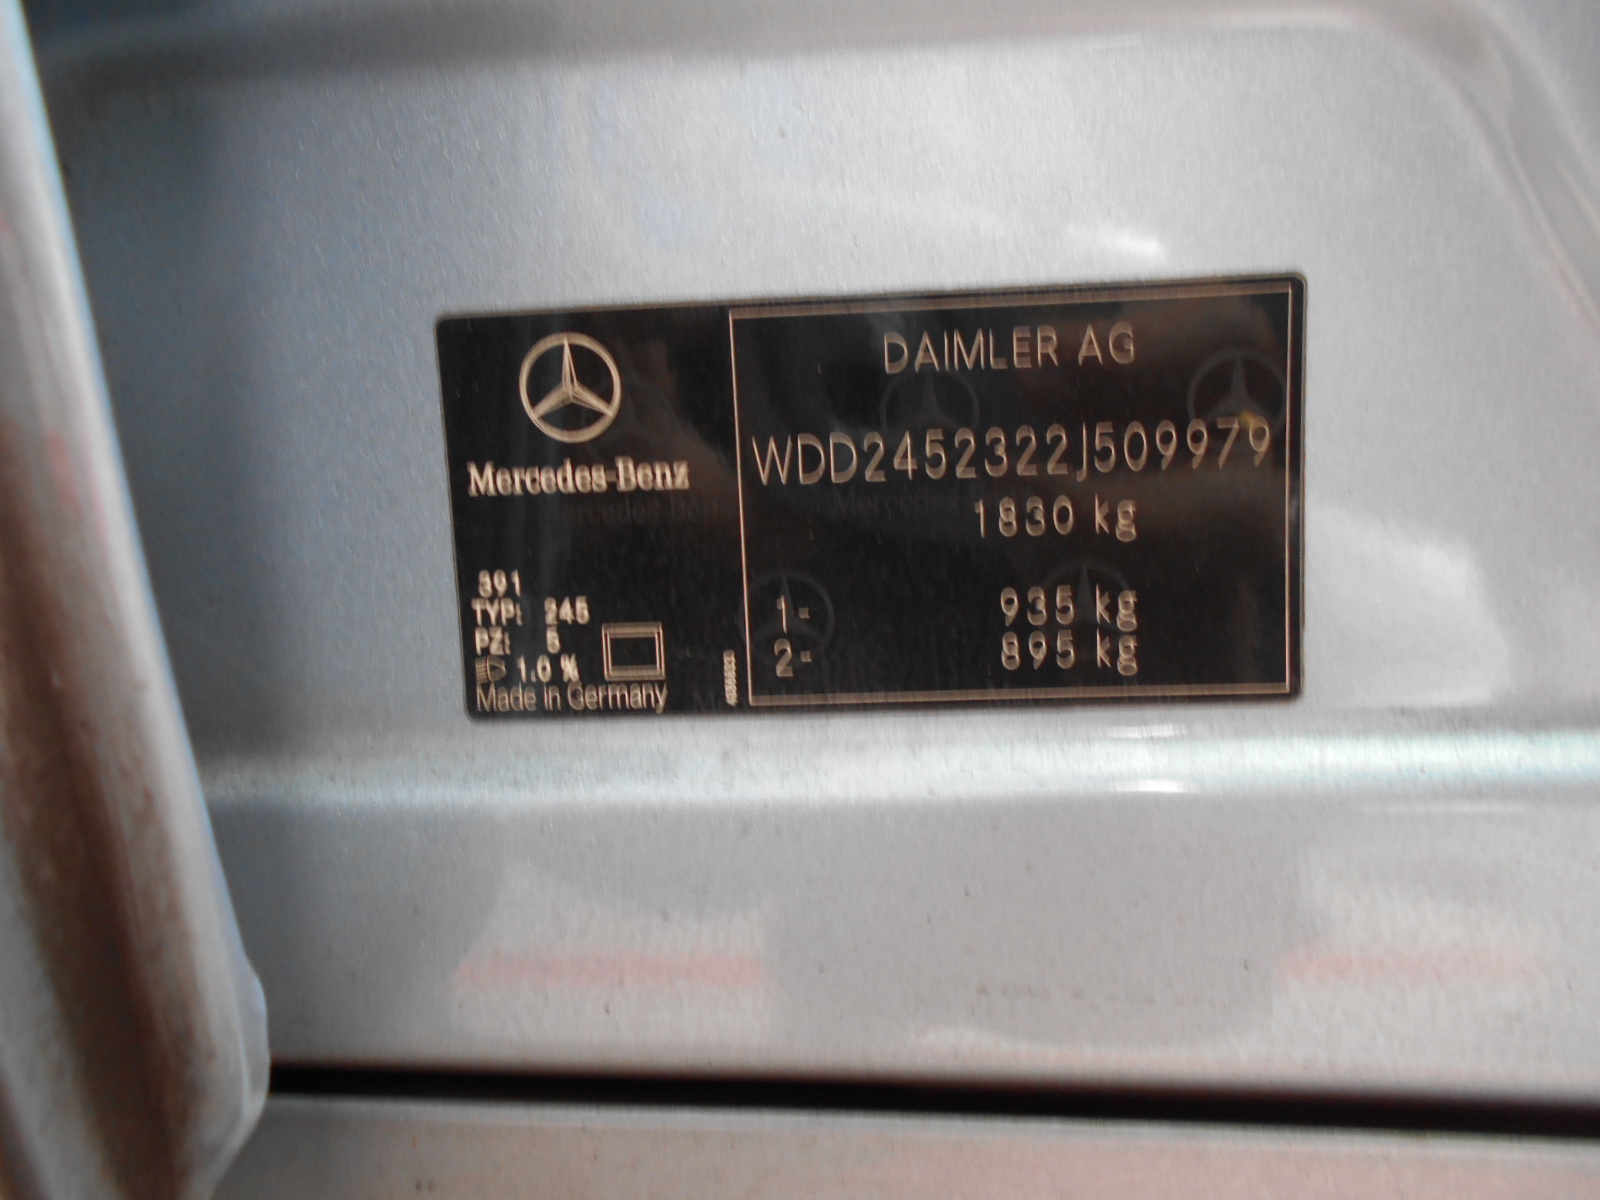 Mercedes-Benz
391
TYP: 245
PZ: 5
1.0 %
Made in Germany
DAIMLER AG
WDD2452322J509979
1830 kg
1- 935 kg
2- 895 kg